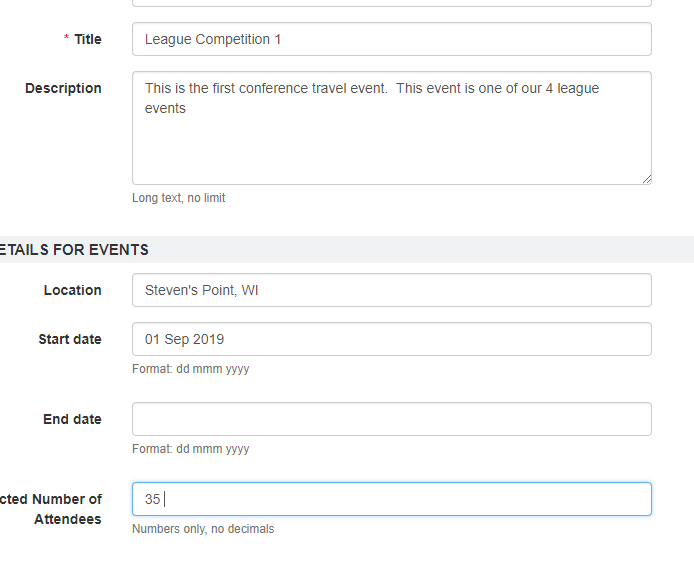 * Title
League Competition 1
Description
This is the first conference travel event.  This event is one of our 4 league
events
Long text, no limit
ETAILS FOR EVENTS
Location
Steven's Point, WI
Start date
01 Sep 2019
Format: dd mmm yyyy
End date
Format: dd mmm yyyy
cted Number of
Attendees
35
Numbers only, no decimals